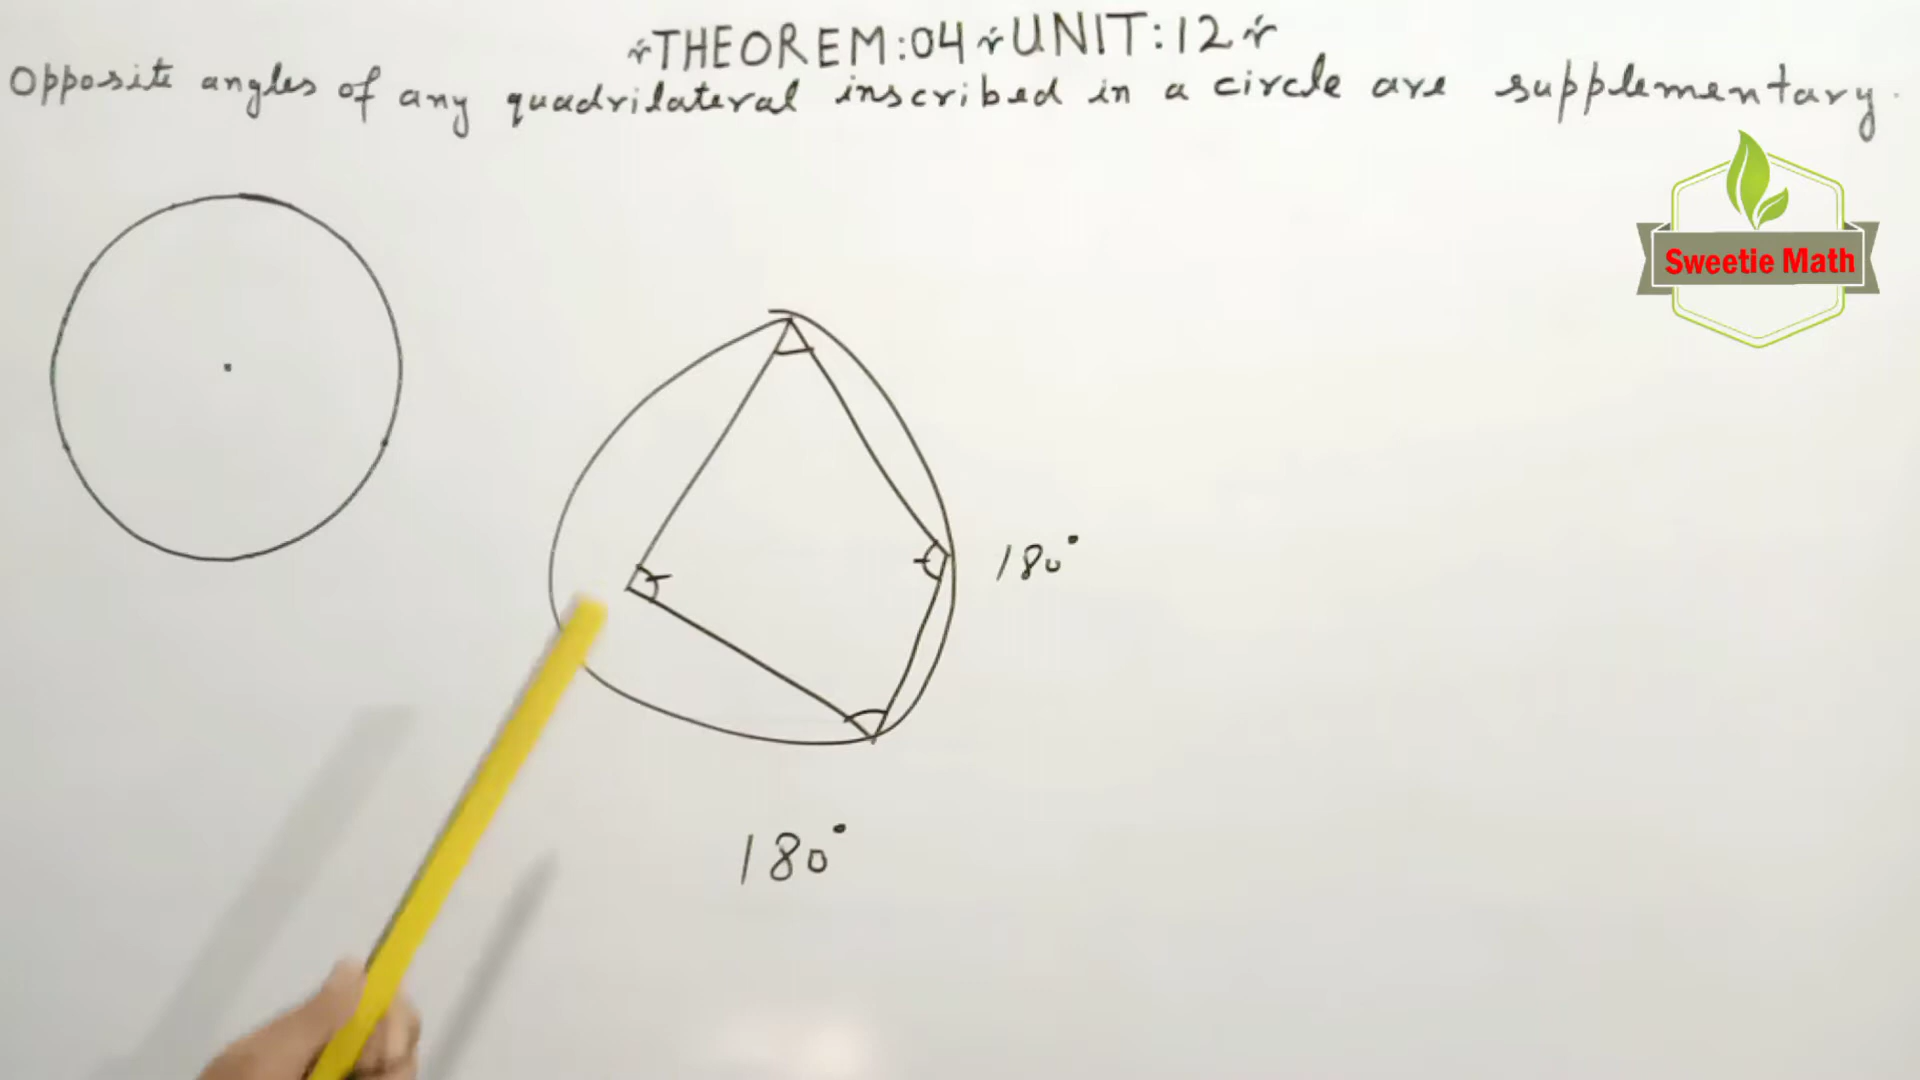 THEOREM:04 UNIT:12
Opposite angles of any quadrilateral inscribed in a circle are supplementary.
Sweetie Math
180°
180°